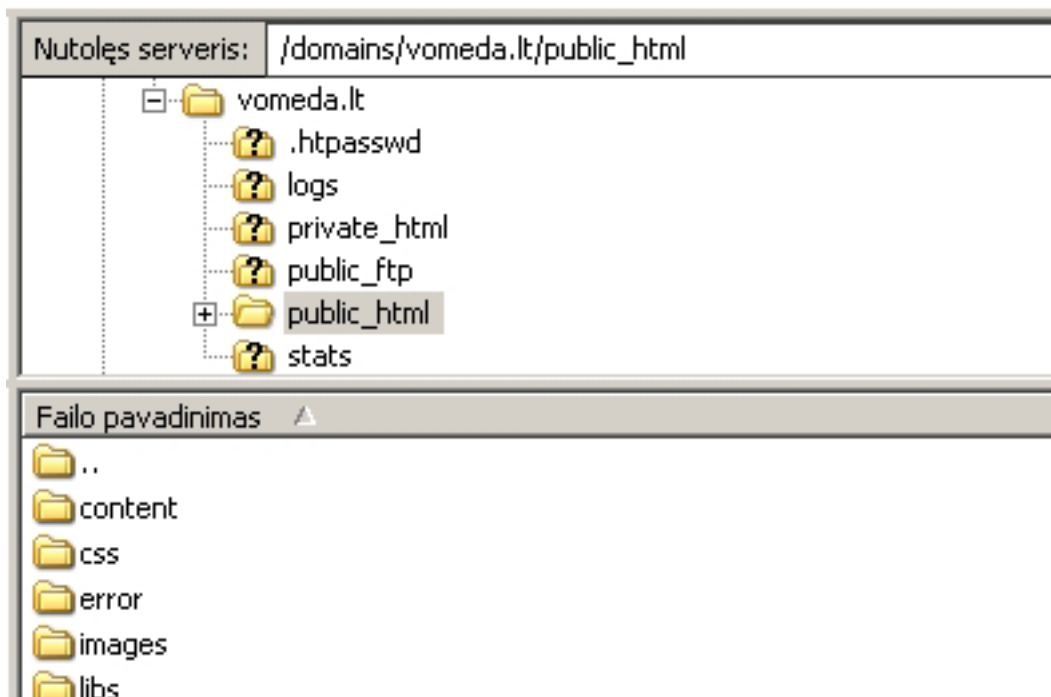 Nutolęs serveris: /domains/vomeda.lt/public_html
vomeda.lt
.htpasswd
logs
private_html
public_ftp
public_html
stats
Failo pavadinimas
..
content
css
error
images
libs